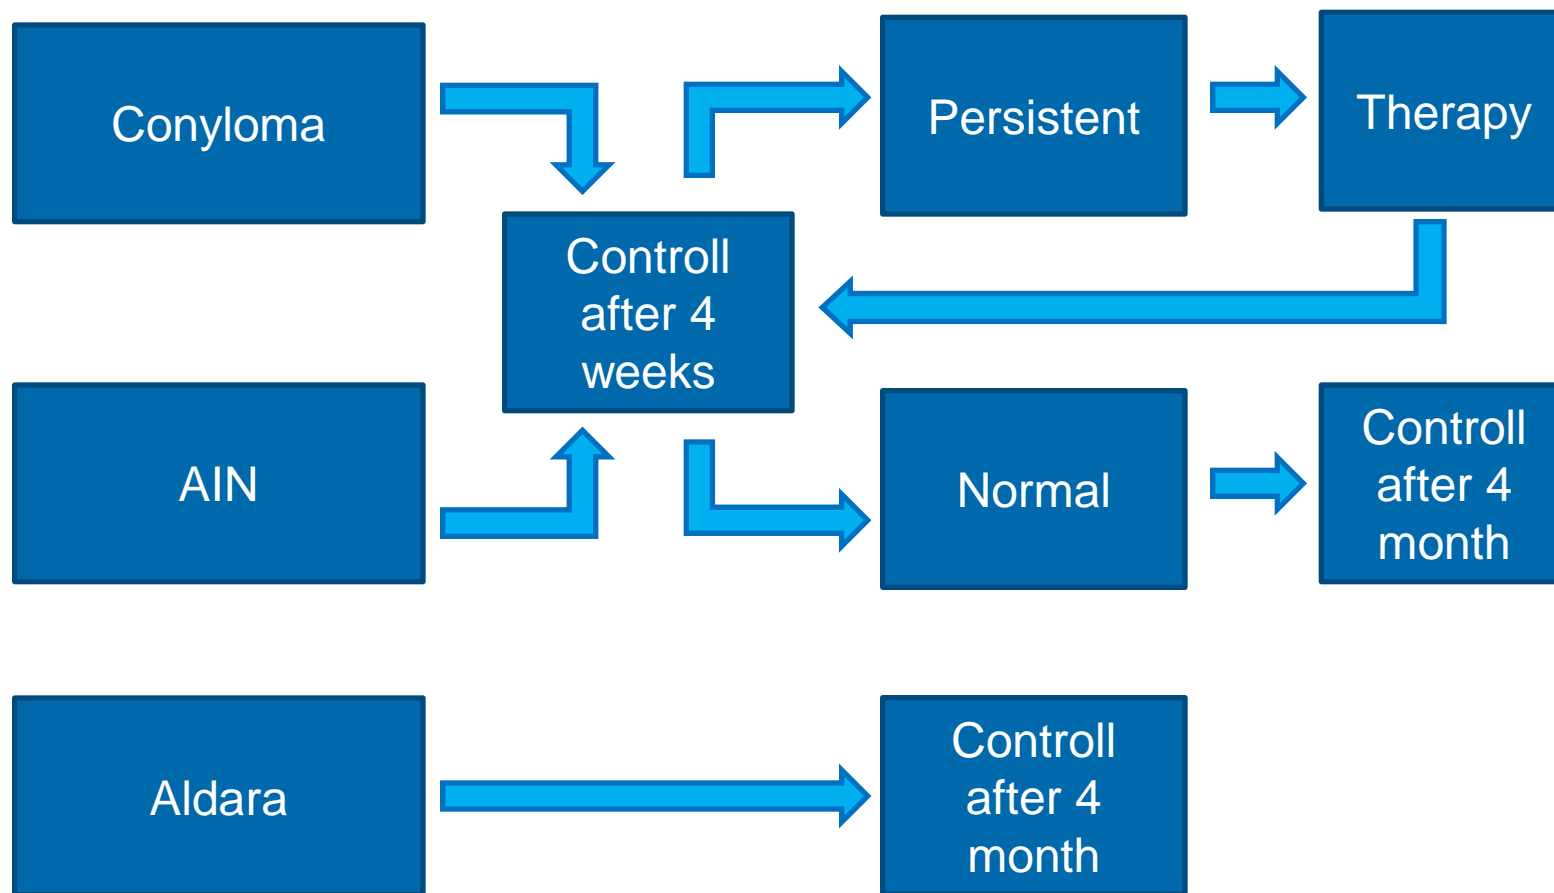 Conyloma
Persistent
Therapy
Controll
after 4
weeks
AIN
Normal
Controll
after 4
month
Aldara
Controll
after 4
month